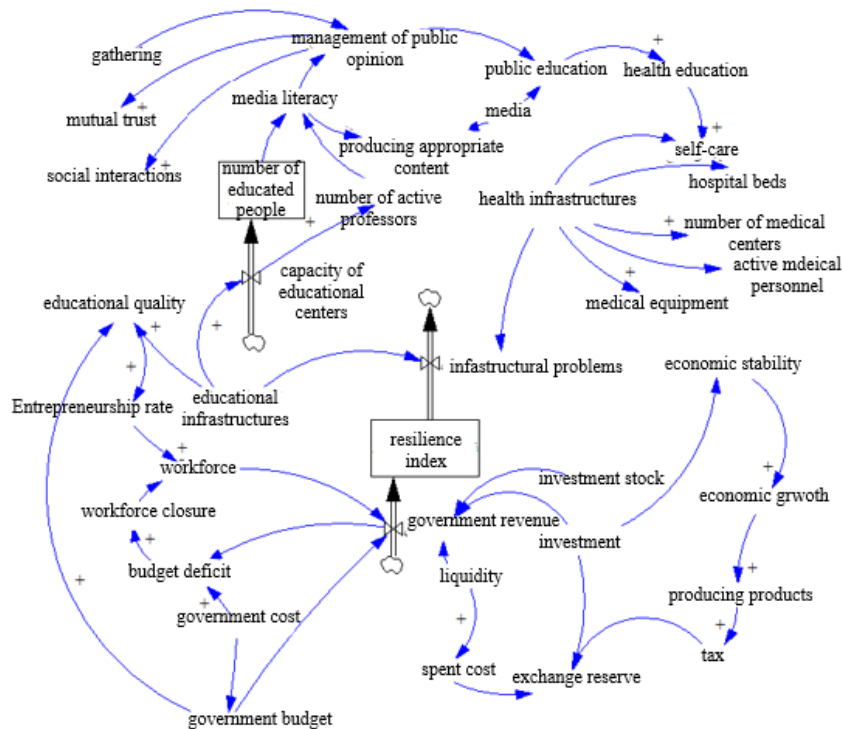 management of public
opinion
gathering
public education
health education
media literacy
media
mutual trust
+
+
producing appropriate
content
self-care
social interactions
+
number of
educated
people
number of active
professors
+
health infrastructures
hospital beds
+
number of medical
centers
active mdeical
personnel
+
medical equipment
capacity of
educational
centers
educational quality
+
+
infastructural problems
economic stability
+
Entrepreneurship rate
educational
infrastructures
resilience
index
+
workforce
+
investment stock
economic grwoth
workforce closure
government revenue
investment
+
budget deficit
liquidity
+
producing products
+
government cost
+
+
tax
spent cost
exchange reserve
government budget